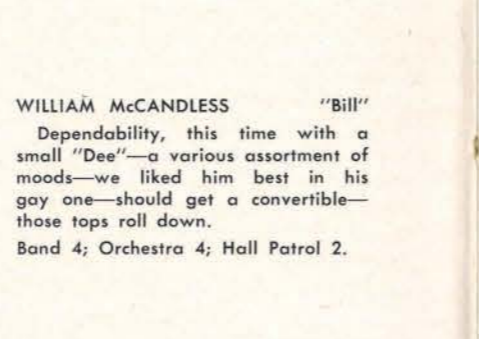 WILLIAM McCANDLESS "Bill"
Dependability, this time with a
small "Dee"—a various assortment of
moods—we liked him best in his
gay one—should get a convertible—
those tops roll down.
Band 4; Orchestra 4; Hall Patrol 2.